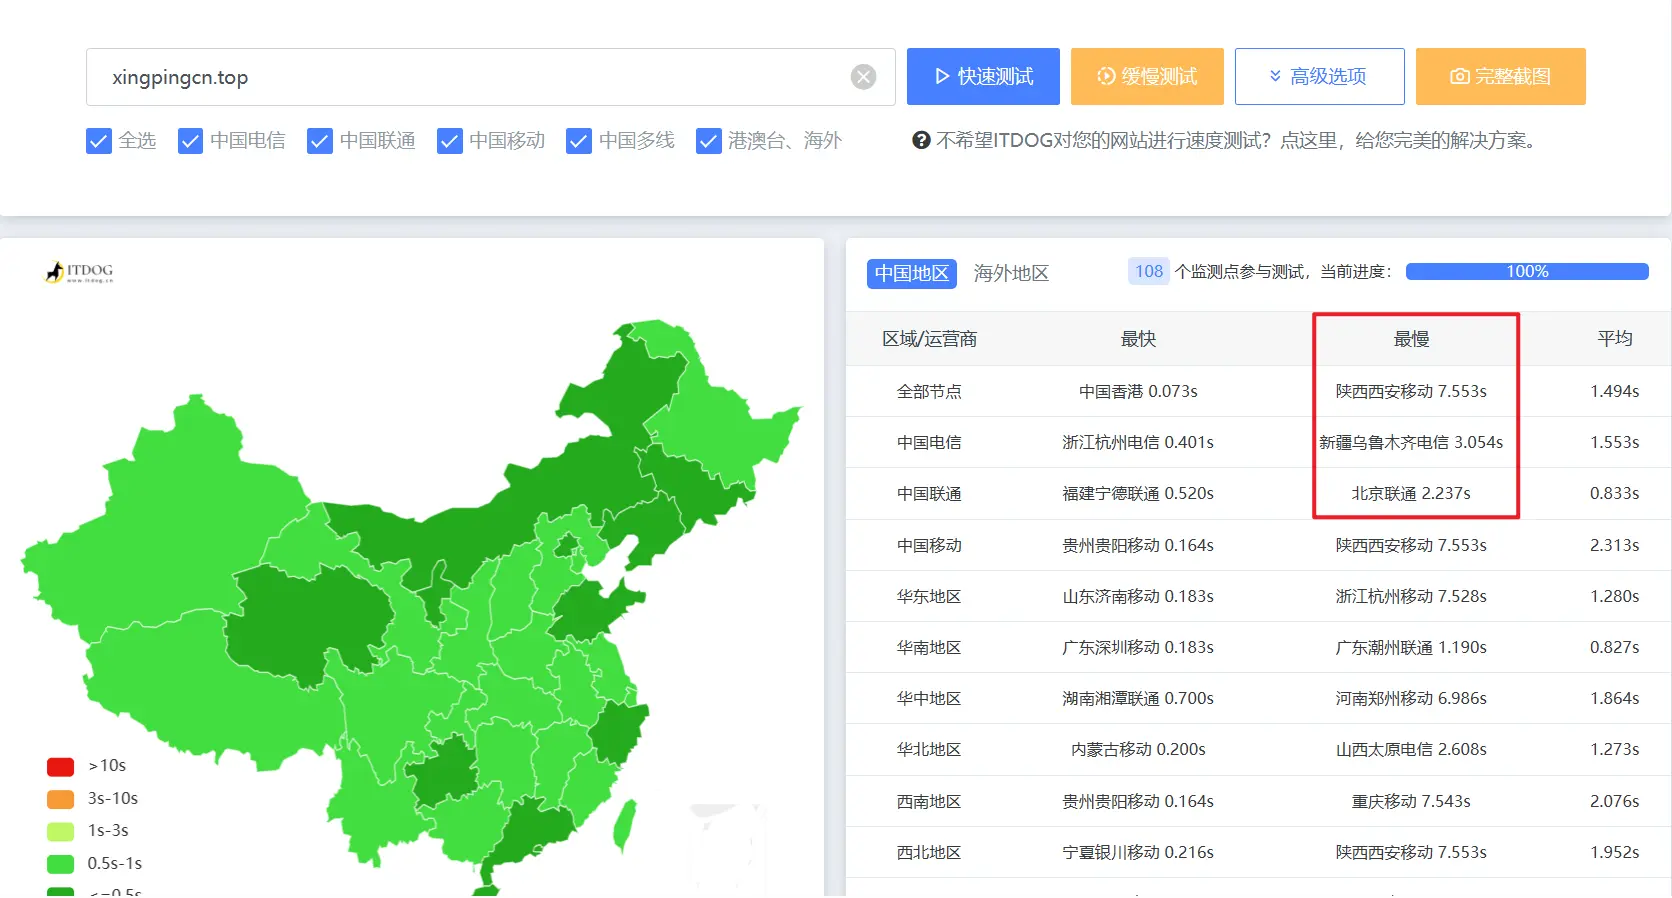 xingpingcn.top
快速测试
缓慢测试
高级选项
完整截图
全选 中国电信 中国联通 中国移动 中国多线 港澳台、海外
不希望ITDOG对您的网站进行速度测试？点这里，给您完美的解决方案。
ITDOG
www.itdog.cn
中国地区 海外地区 108 个监测点参与测试，当前进度： 100%
区域/运营商 最快 最慢 平均
全部节点 中国香港 0.073s 陕西西安移动 7.553s 1.494s
中国电信 浙江杭州电信 0.401s 新疆乌鲁木齐电信 3.054s 1.553s
中国联通 福建宁德联通 0.520s 北京联通 2.237s 0.833s
中国移动 贵州贵阳移动 0.164s 陕西西安移动 7.553s 2.313s
华东地区 山东济南移动 0.183s 浙江杭州移动 7.528s 1.280s
华南地区 广东深圳移动 0.183s 广东潮州联通 1.190s 0.827s
华中地区 湖南湘潭联通 0.700s 河南郑州移动 6.986s 1.864s
华北地区 内蒙古移动 0.200s 山西太原电信 2.608s 1.273s
西南地区 贵州贵阳移动 0.164s 重庆移动 7.543s 2.076s
西北地区 宁夏银川移动 0.216s 陕西西安移动 7.553s 1.952s
>10s
3s-10s
1s-3s
0.5s-1s
<=0.5s